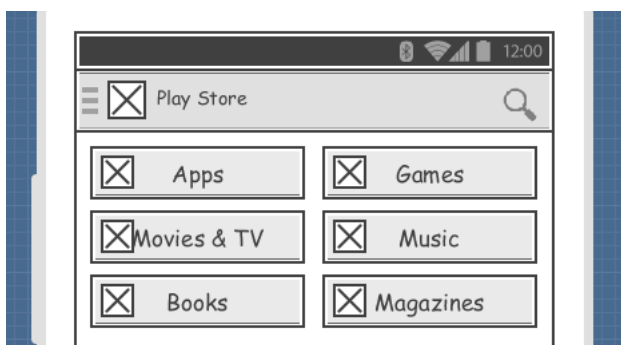 12:00
Play Store
Apps
Games
Movies & TV
Music
Books
Magazines